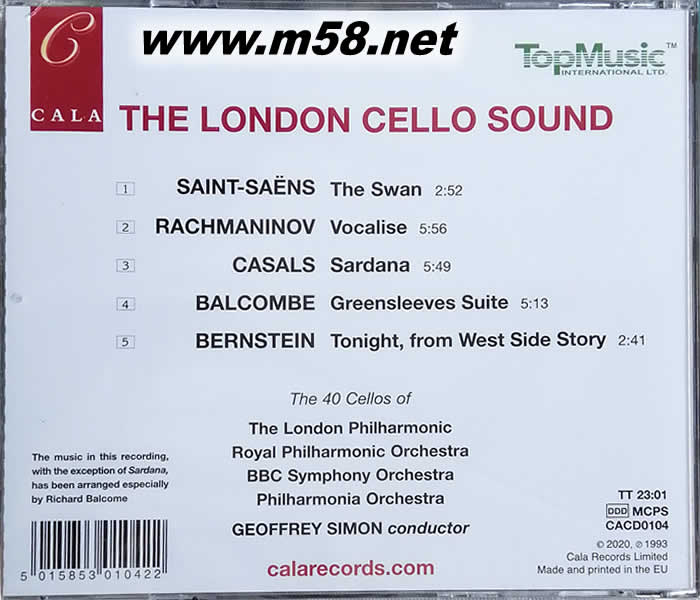 www.m58.net
C
CALA
TopMusic™
INTERNATIONAL LTD.
THE LONDON CELLO SOUND
1 SAINT-SAËNS The Swan 2:52
2 RACHMANINOV Vocalise 5:56
3 CASALS Sardana 5:49
4 BALCOMBE Greensleeves Suite 5:13
5 BERNSTEIN Tonight, from West Side Story 2:41
The 40 Cellos of
The London Philharmonic
Royal Philharmonic Orchestra
BBC Symphony Orchestra
Philharmonia Orchestra
GEOFFREY SIMON conductor
calarecords.com
The music in this recording,
with the exception of Sardana,
has been arranged especially
by Richard Balcome
5 015853 010422
TT 23:01
DDD MCPS
CACD0104
© 2020, ℗ 1993
Cala Records Limited
Made and printed in the EU